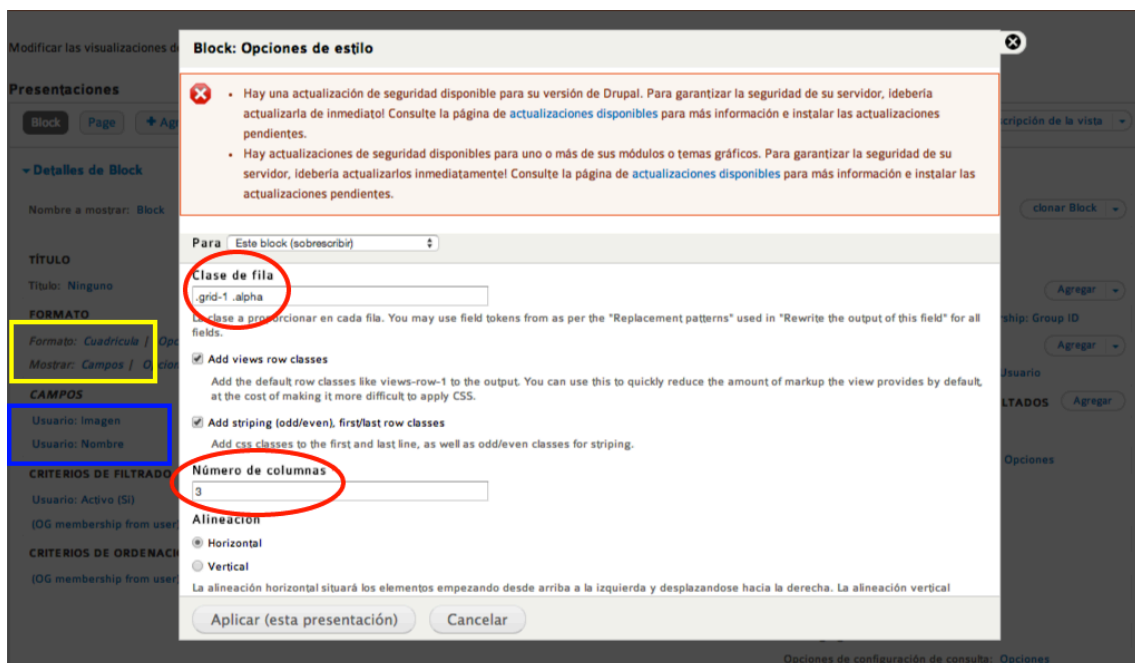 Modificar las visualizaciones d
Block: Opciones de estilo
Presentaciones
Block Page + Agr
cripción de la vista
• Hay una actualización de seguridad disponible para su versión de Drupal. Para garantizar la seguridad de su servidor, ¡debería
actualizarla de inmediato! Consulte la página de actualizaciones disponibles para más información e instalar las actualizaciones
pendientes.
• Hay actualizaciones de seguridad disponibles para uno o más de sus módulos o temas gráficos. Para garantizar la seguridad de su
servidor, ¡debería actualizarlos inmediatamente! Consulte la página de actualizaciones disponibles para más información e instalar las
actualizaciones pendientes.
Detalles de Block
Nombre a mostrar: Block
clonar Block
Para Este block (sobrescribir)
TÍTULO
Título: Ninguno
FORMATO
Formato: Cuadrícula | Opc
Mostrar: Campos | Opcion
CAMPOS
Usuario: Imagen
Usuario: Nombre
CRITERIOS DE FILTRADO
Usuario: Activo (Sí)
(OG membership from user)
CRITERIOS DE ORDENACI
(OG membership from user
Clase de fila
.grid-1 .alpha
La clase a proporcionar en cada fila. You may use field tokens from as per the "Replacement patterns" used in "Rewrite the output of this field" for all
fields.
Add views row classes
Add the default row classes like views-row-1 to the output. You can use this to quickly reduce the amount of markup the view provides by default,
at the cost of making it more difficult to apply CSS.
Add striping (odd/even), first/last row classes
Add css classes to the first and last line, as well as odd/even classes for striping.
Número de columnas
3
Alineación
Horizontal
Vertical
La alineación horizontal situará los elementos empezando desde arriba a la izquierda y desplazandose hacia la derecha. La alineación vertical
Aplicar (esta presentación) Cancelar
Agregar
ship: Group ID
Agregar
Usuario
LTADOS Agregar
Opciones
Opciones de configuración de consulta: Opciones